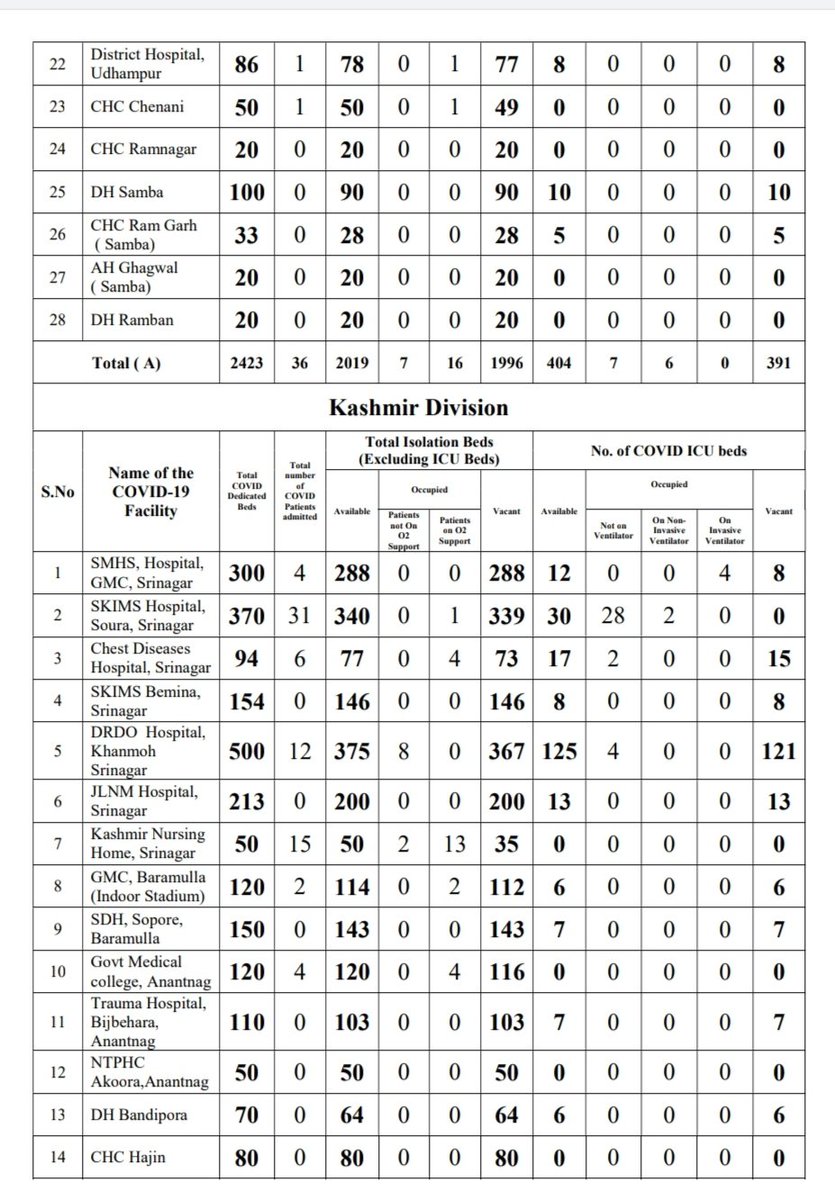 22 District Hospital, Udhampur 86 1 78 0 1 77 8 0 0 0 8
23 CHC Chenani 50 1 50 0 1 49 0 0 0 0 0
24 CHC Ramnagar 20 0 20 0 0 20 0 0 0 0 0
25 DH Samba 100 0 90 0 0 90 10 0 0 0 10
26 CHC Ram Garh ( Samba) 33 0 28 0 0 28 5 0 0 0 5
27 AH Ghagwal ( Samba) 20 0 20 0 0 20 0 0 0 0 0
28 DH Ramban 20 0 20 0 0 20 0 0 0 0 0
Total ( A) 2423 36 2019 7 16 1996 404 7 6 0 391
Kashmir Division
S.No
Name of the COVID-19 Facility
Total COVID Dedicated Beds
Total number of COVID Patients admitted
Total Isolation Beds (Excluding ICU Beds)
Available
Occupied
Patients not On O2 Support
Patients on O2 Support
Vacant
No. of COVID ICU beds
Available
Occupied
Not on Ventilator
On Non-Invasive Ventilator
On Invasive Ventilator
Vacant
1 SMHS, Hospital, GMC, Srinagar 300 4 288 0 0 288 12 0 0 4 8
2 SKIMS Hospital, Soura, Srinagar 370 31 340 0 1 339 30 28 2 0 0
3 Chest Diseases Hospital, Srinagar 94 6 77 0 4 73 17 2 0 0 15
4 SKIMS Bemina, Srinagar 154 0 146 0 0 146 8 0 0 0 8
5 DRDO Hospital, Khanmoh Srinagar 500 12 375 8 0 367 125 4 0 0 121
6 JLNM Hospital, Srinagar 213 0 200 0 0 200 13 0 0 0 13
7 Kashmir Nursing Home, Srinagar 50 15 50 2 13 35 0 0 0 0 0
8 GMC, Baramulla (Indoor Stadium) 120 2 114 0 2 112 6 0 0 0 6
9 SDH, Sopore, Baramulla 150 0 143 0 0 143 7 0 0 0 7
10 Govt Medical college, Anantnag 120 4 120 0 4 116 0 0 0 0 0
11 Trauma Hospital, Bijbehara, Anantnag 110 0 103 0 0 103 7 0 0 0 7
12 NTPHC Akoora,Anantnag 50 0 50 0 0 50 0 0 0 0 0
13 DH Bandipora 70 0 64 0 0 64 6 0 0 0 6
14 CHC Hajin 80 0 80 0 0 80 0 0 0 0 0